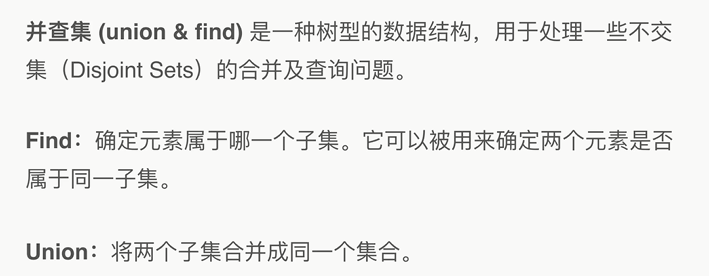 并查集 (union & find) 是一种树型的数据结构，用于处理一些不交
集（Disjoint Sets）的合并及查询问题。
Find：确定元素属于哪一个子集。它可以被用来确定两个元素是否
属于同一子集。
Union：将两个子集合并成同一个集合。